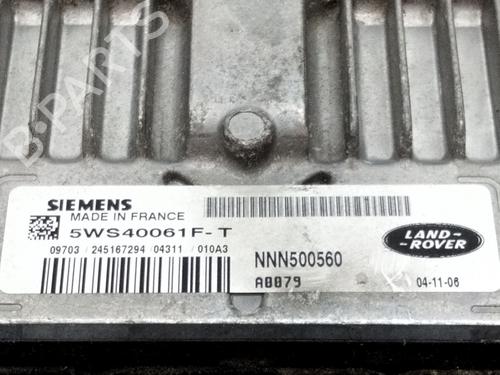 B-PARTS
SIEMENS
MADE IN FRANCE
5WS40061F-T
09703 / 245167294 / 04311 / 010A3
NNN500560
A0079
LAND-
-ROVER
04-11-06